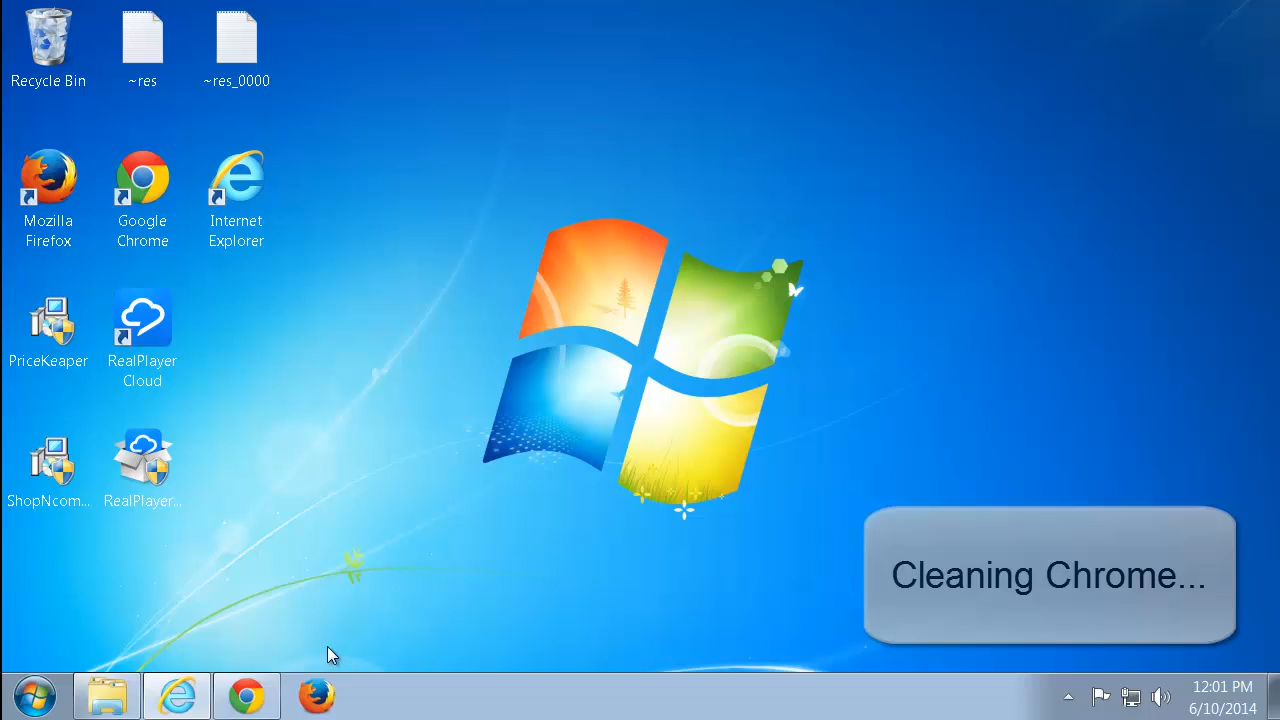 Recycle Bin
~res
~res_0000
Mozilla
Firefox
Google
Chrome
Internet
Explorer
PriceKeaper
RealPlayer
Cloud
ShopNcom...
RealPlayer...
Cleaning Chrome...
12:01 PM
6/10/2014